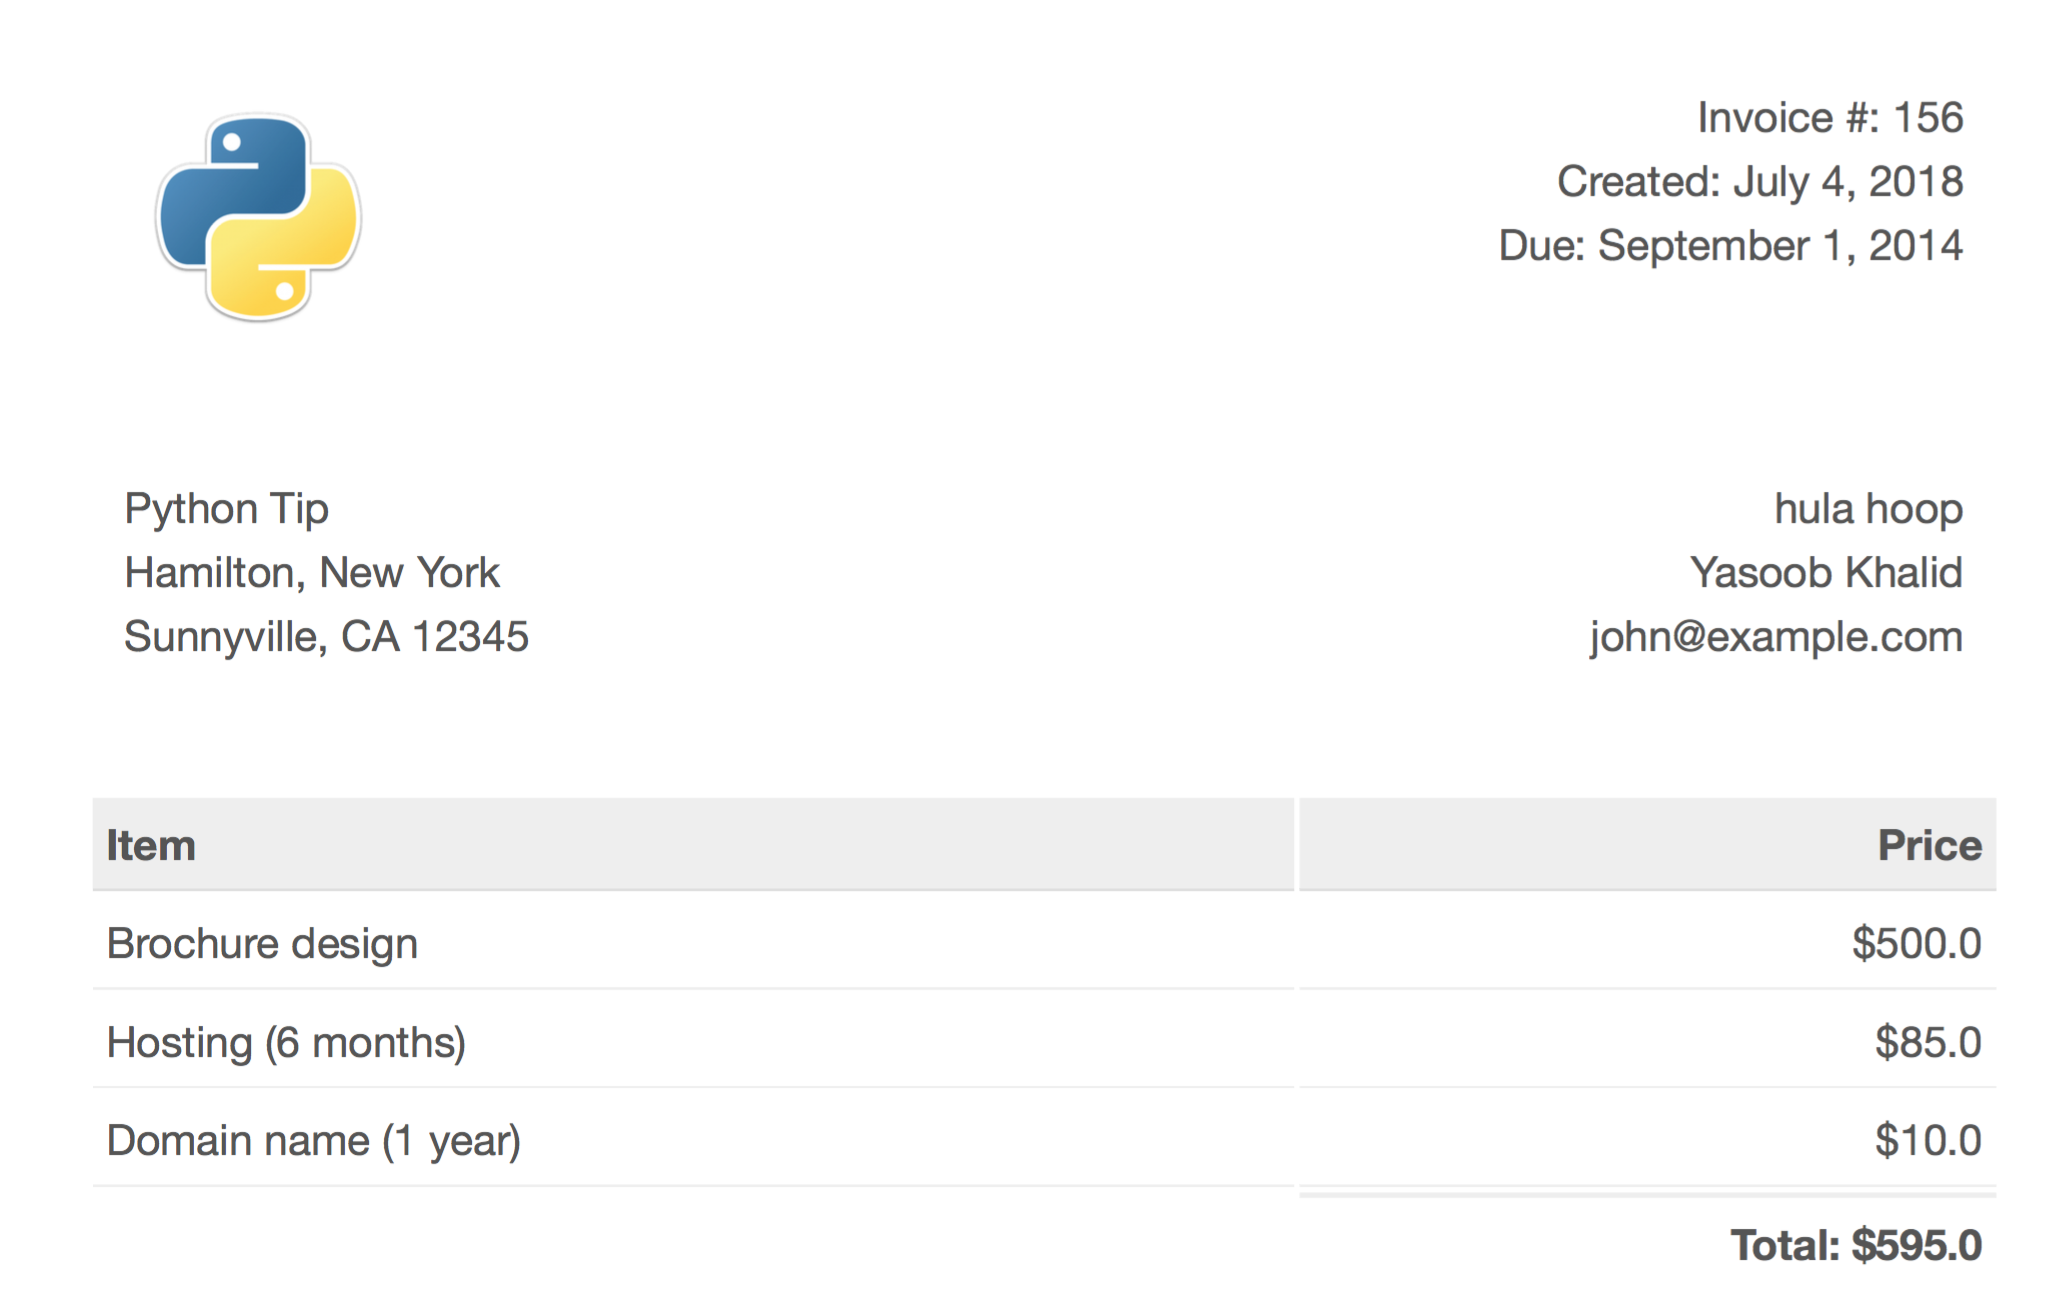 Invoice #: 156
Created: July 4, 2018
Due: September 1, 2014
Python Tip
Hamilton, New York
Sunnyville, CA 12345
hula hoop
Yasoob Khalid
john@example.com
Item Price
Brochure design $500.0
Hosting (6 months) $85.0
Domain name (1 year) $10.0
Total: $595.0